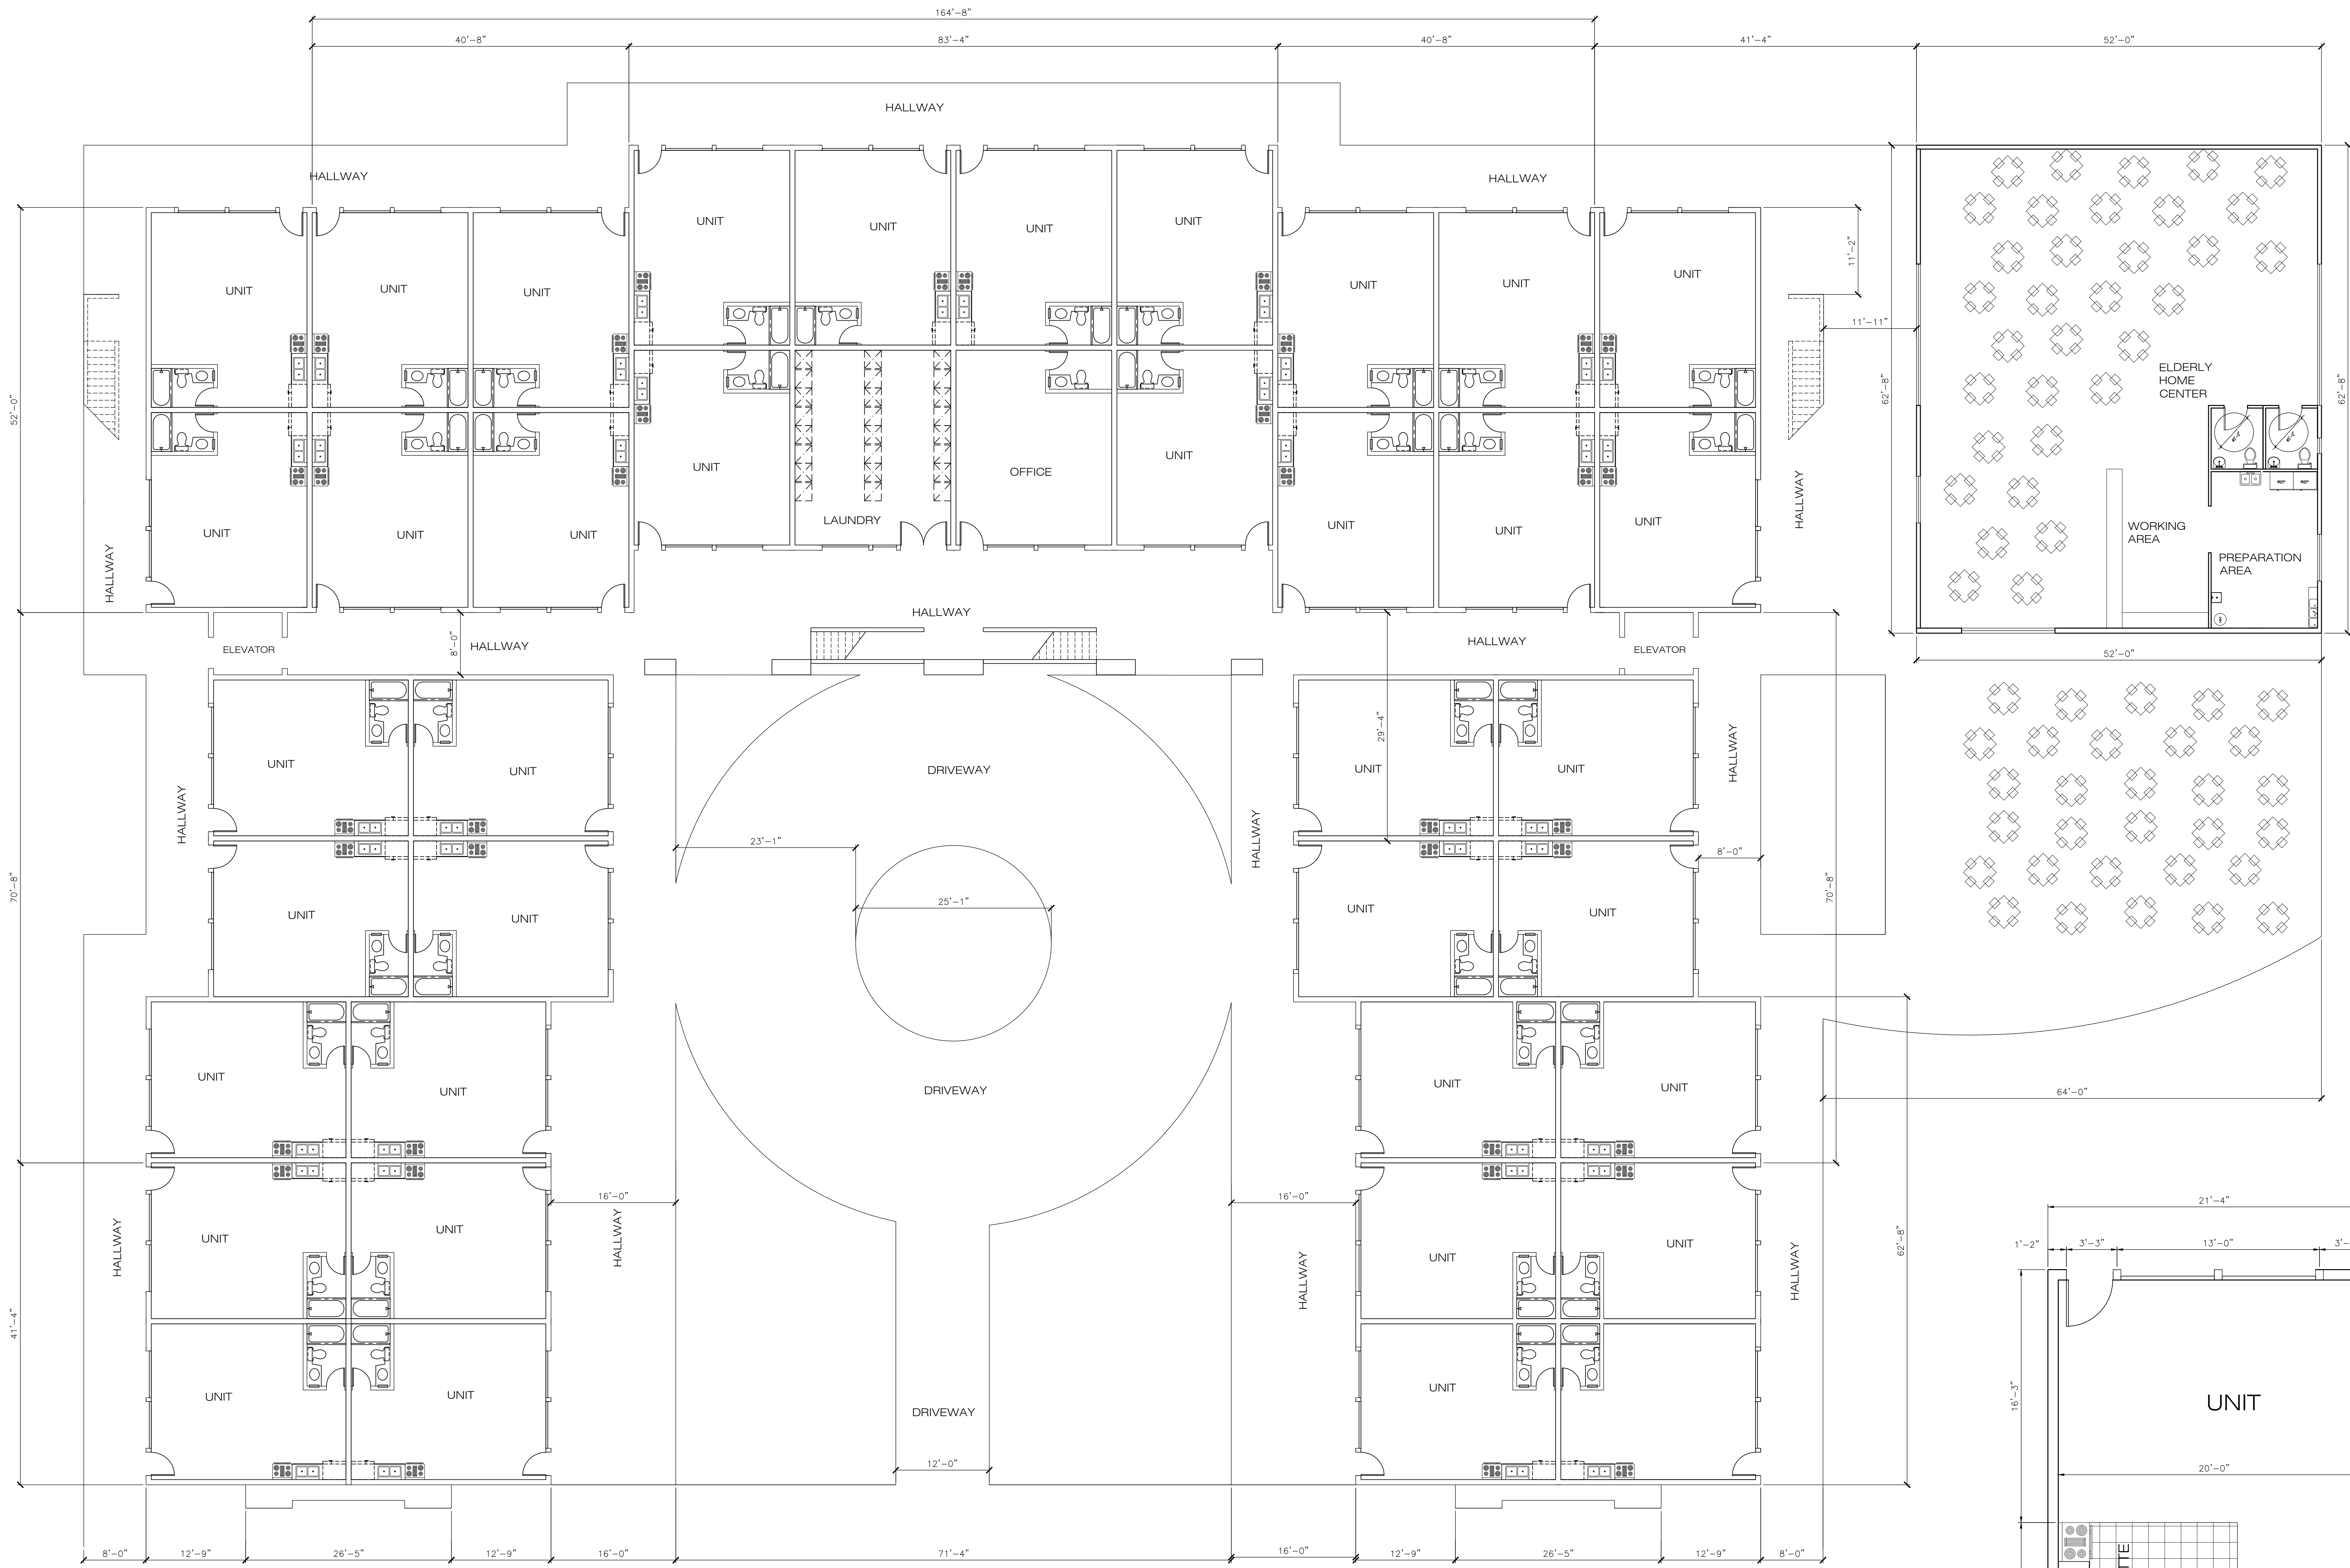 164'-8"
40'-8" 83'-4" 40'-8" 41'-4" 52'-0"
HALLWAY
HALLWAY HALLWAY
UNIT UNIT UNIT UNIT
11'-2"
UNIT UNIT UNIT UNIT UNIT UNIT
11'-11"
52'-0"
62'-8" 62'-8"
ELDERLY
HOME
CENTER
UNIT OFFICE UNIT
REF REF
HALLWAY
LAUNDRY
UNIT UNIT UNIT UNIT UNIT UNIT
WORKING
AREA
PREPARATION
AREA
HALLWAY
HALLWAY
ELEVATOR 8'-0" HALLWAY HALLWAY ELEVATOR
52'-0"
29'-4"
HALLWAY
UNIT UNIT DRIVEWAY UNIT UNIT
HALLWAY
HALLWAY
23'-1"
8'-0"
70'-8" 70'-8"
25'-1"
UNIT UNIT UNIT UNIT
UNIT UNIT DRIVEWAY UNIT UNIT
64'-0"
16'-0" 16'-0"
21'-4"
UNIT UNIT UNIT UNIT
HALLWAY HALLWAY HALLWAY HALLWAY
62'-8"
1'-2" 3'-3" 13'-0" 3'-
41'-4"
UNIT UNIT UNIT UNIT
16'-3"
UNIT
DRIVEWAY
12'-0"
20'-0"
8'-0" 12'-9" 26'-5" 12'-9" 16'-0" 71'-4" 16'-0" 12'-9" 26'-5" 12'-9" 8'-0"